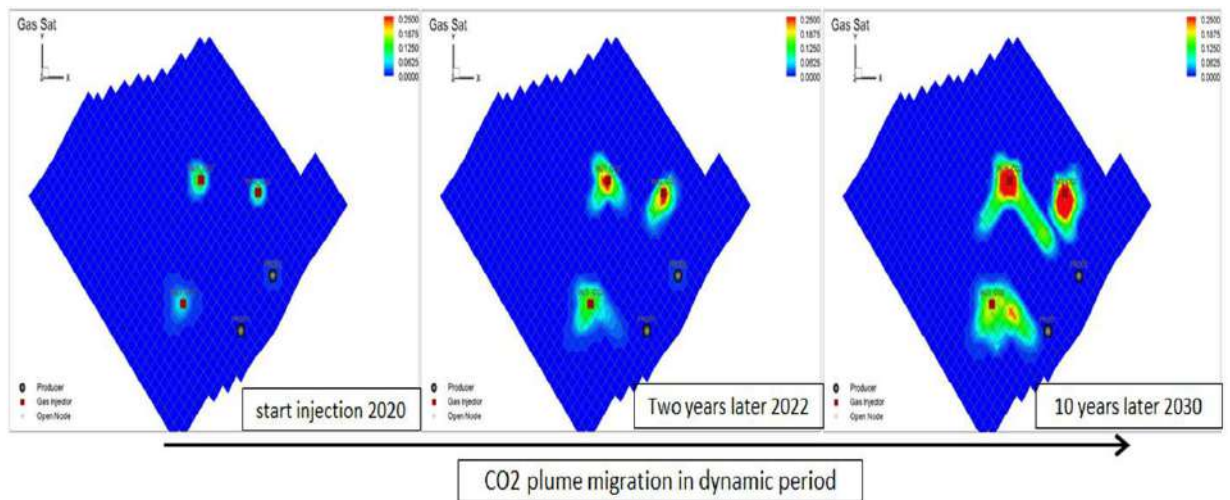 Gas Sat
Y
X
0.2500
0.1875
0.1250
0.0625
0.0000
Producer
Gas Injector
Open Node
start injection 2020
Gas Sat
Y
X
0.2500
0.1875
0.1250
0.0625
0.0000
Producer
Gas Injector
Open Node
Two years later 2022
Gas Sat
Y
X
0.2500
0.1875
0.1250
0.0625
0.0000
Producer
Gas Injector
Open Node
10 years later 2030
CO2 plume migration in dynamic period